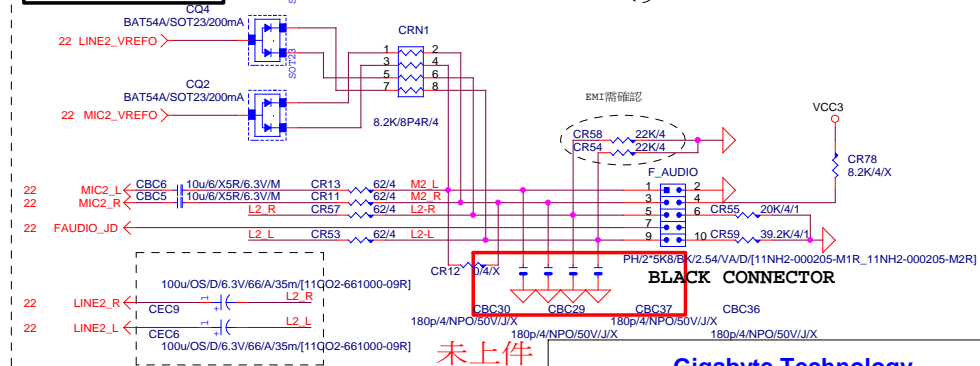 CQ4
BAT54A/SOT23/200mA
22 LINE2_VREFO
SOT23
CQ2
BAT54A/SOT23/200mA
22 MIC2_VREFO
CRN1
1 2
3 4
5 6
7 8
8.2K/8P4R/4
EMI需確認
CR58 22K/4
CR54 22K/4
VCC3
CR78
8.2K/4/X
F_AUDIO
22 MIC2_L CBC6 10u/6/X5R/6.3V/M CR13 62/4 M2_L 1 2
22 MIC2_R CBC5 10u/6/X5R/6.3V/M CR11 62/4 M2_R 3 4
L2_R CR57 62/4 L2-R 5 6 CR55 20K/4/1
22 FAUDIO_JD 7
L2_L CR53 62/4 L2-L 9 10 CR59 39.2K/4/1
PH/2*5K8/BK/2.54/VA/D/[11NH2-000205-M1R_11NH2-000205-M2R]
BLACK CONNECTOR
CR12 0/4/X
100u/OS/D/6.3V/66/A/35m/[11QO2-661000-09R]
22 LINE2_R 1 + L2_R
CEC9
22 LINE2_L 1 + L2_L
CEC6
100u/OS/D/6.3V/66/A/35m/[11QO2-661000-09R]
CBC30 CBC29 CBC37 CBC36
180p/4/NPO/50V/J/X 180p/4/NPO/50V/J/X
180p/4/NPO/50V/J/X 180p/4/NPO/50V/J/X
未上件
Gigabyte Technology